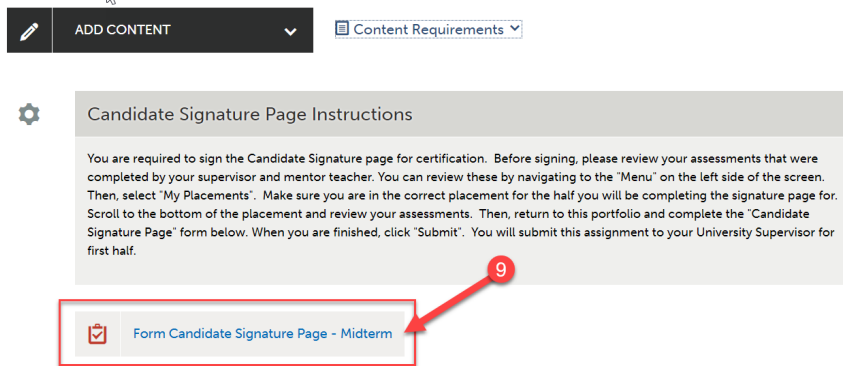 ADD CONTENT
Content Requirements
Candidate Signature Page Instructions
You are required to sign the Candidate Signature page for certification.  Before signing, please review your assessments that were
completed by your supervisor and mentor teacher. You can review these by navigating to the "Menu" on the left side of the screen.
Then, select "My Placements".  Make sure you are in the correct placement for the half you will be completing the signature page for.
Scroll to the bottom of the placement and review your assessments.  Then, return to this portfolio and complete the "Candidate
Signature Page" form below. When you are finished, click "Submit".  You will submit this assignment to your University Supervisor for
first half.
9
Form Candidate Signature Page - Midterm